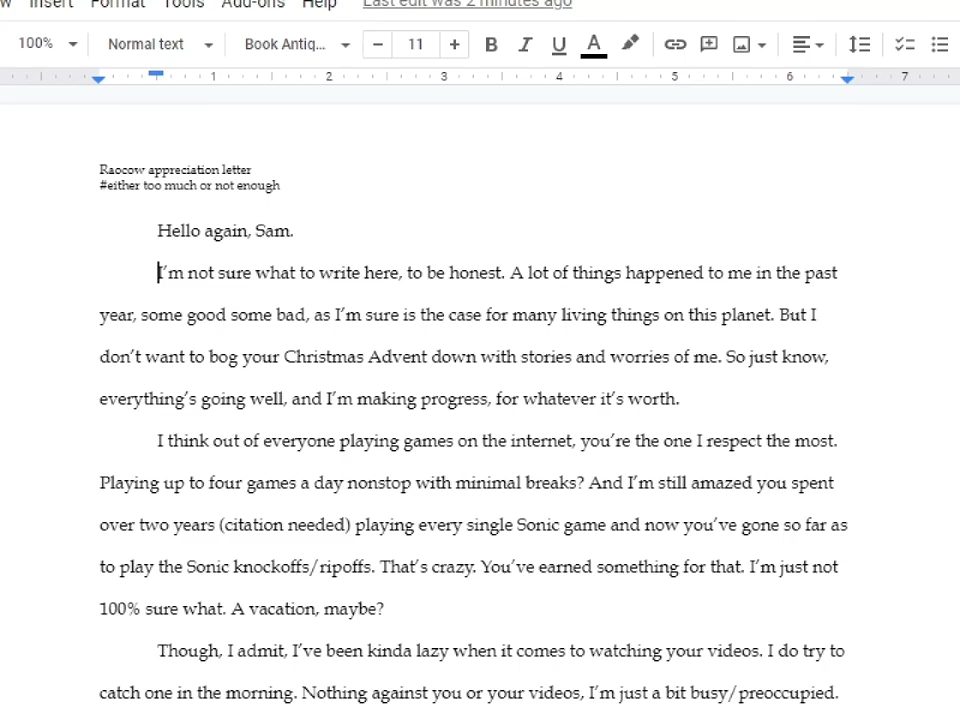 Insert Format Tools Add-ons Help Last edit was 2 minutes ago
100% Normal text Book Antiq... − 11 + B I U A
1 2 3 4 5 6 7
Raocow appreciation letter
#either too much or not enough
Hello again, Sam.
I'm not sure what to write here, to be honest. A lot of things happened to me in the past
year, some good some bad, as I'm sure is the case for many living things on this planet. But I
don't want to bog your Christmas Advent down with stories and worries of me. So just know,
everything's going well, and I'm making progress, for whatever it's worth.
I think out of everyone playing games on the internet, you're the one I respect the most.
Playing up to four games a day nonstop with minimal breaks? And I'm still amazed you spent
over two years (citation needed) playing every single Sonic game and now you've gone so far as
to play the Sonic knockoffs/ripoffs. That's crazy. You've earned something for that. I'm just not
100% sure what. A vacation, maybe?
Though, I admit, I've been kinda lazy when it comes to watching your videos. I do try to
catch one in the morning. Nothing against you or your videos, I'm just a bit busy/preoccupied.